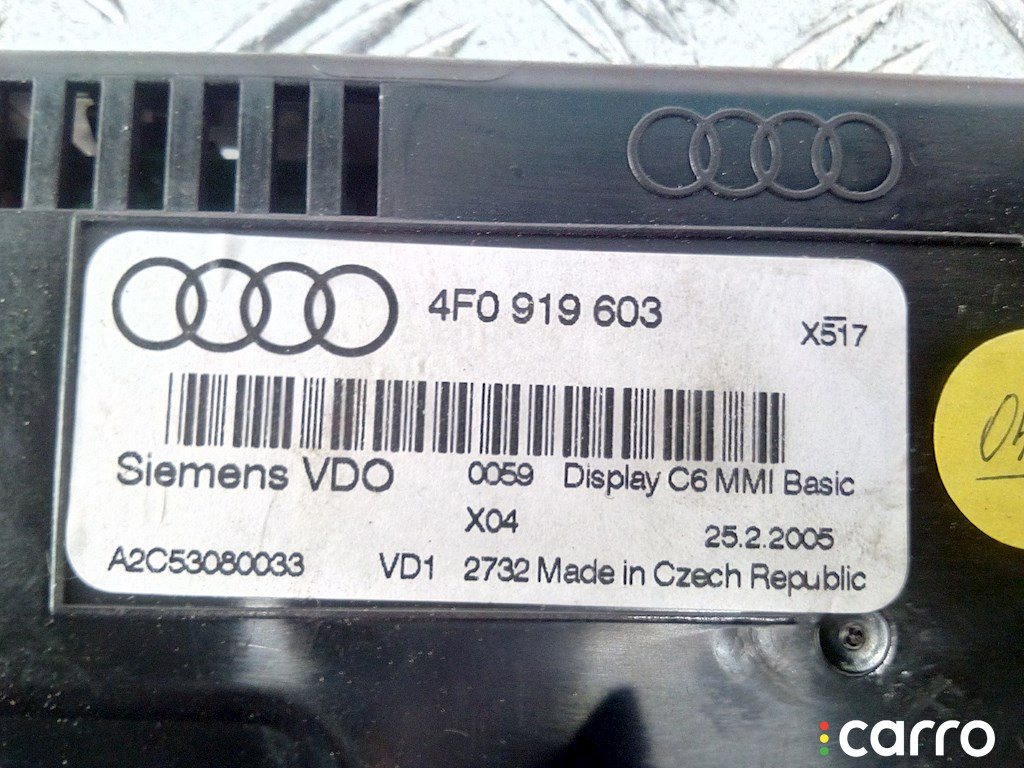 4F0 919 603
X517
Siemens VDO 0059 Display C6 MMI Basic
X04 25.2.2005
A2C53080033 VD1 2732 Made in Czech Republic
carro